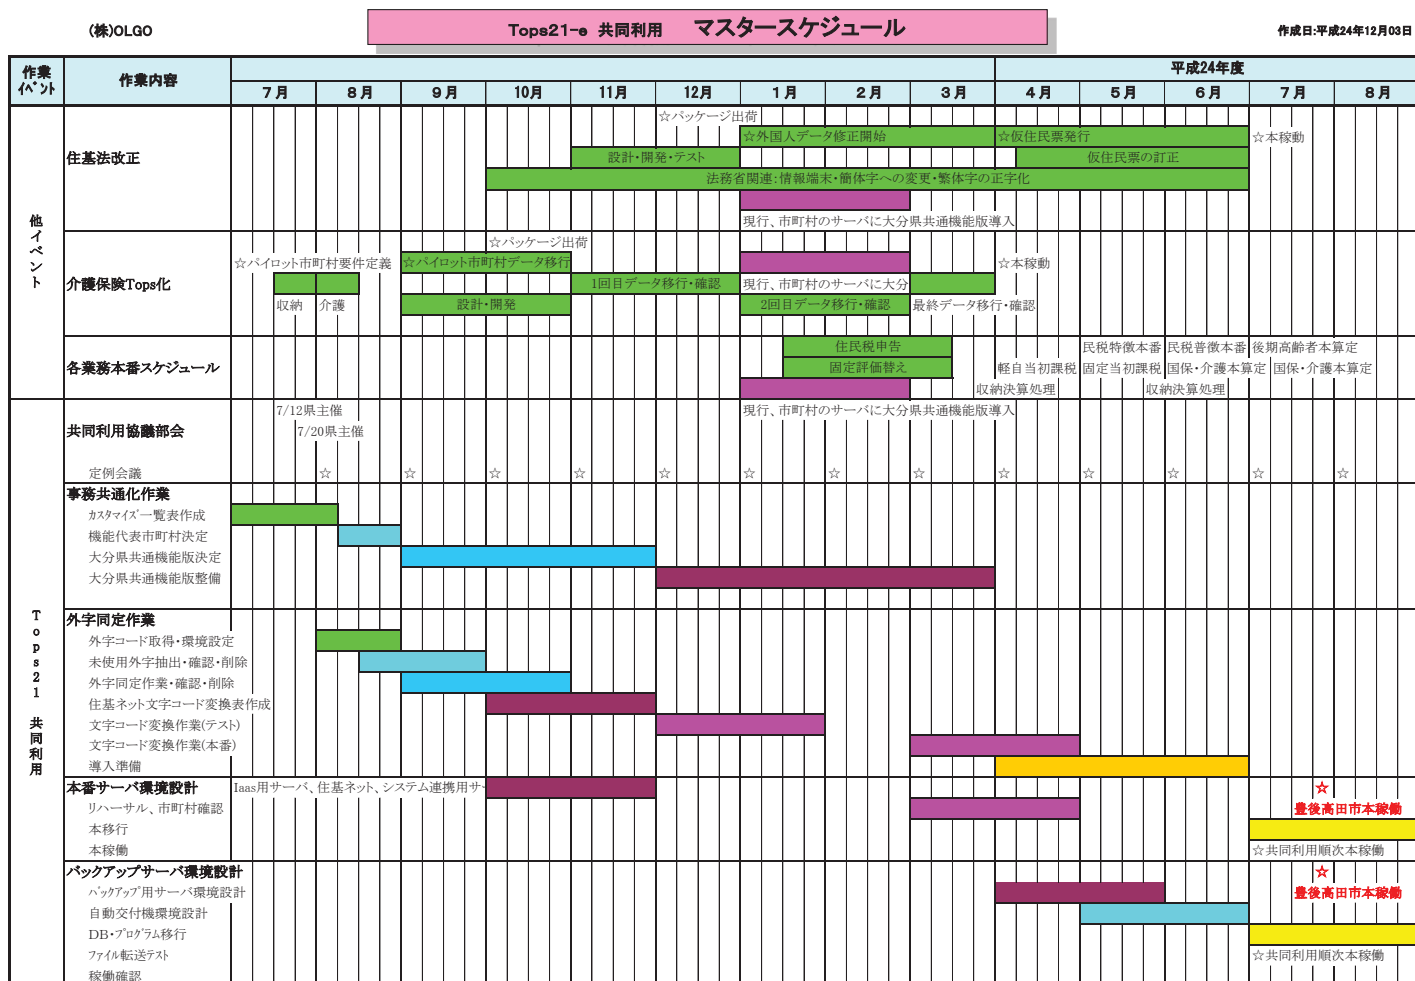 (株)OLGO
Tops21-e 共同利用 マスタースケジュール
作成日:平成24年12月03日
作業ｲﾍﾞﾝﾄ
作業内容
平成24年度
7月 8月 9月 10月 11月 12月 1月 2月 3月 4月 5月 6月 7月 8月
他イベント
☆パッケージ出荷
☆外国人データ修正開始 ☆仮住民票発行 ☆本稼動
住基法改正
設計・開発・テスト 仮住民票の訂正
法務省関連:情報端末・簡体字への変更・繁体字の正字化
現行、市町村のサーバに大分県共通機能版導入
☆パッケージ出荷
☆パイロット市町村要件定義 ☆パイロット市町村データ移行 ☆本稼動
介護保険Tops化
1回目データ移行・確認 現行、市町村のサーバに大分
収納 介護 設計・開発 2回目データ移行・確認 最終データ移行・確認
住民税申告 民税特徴本番 民税普徴本番 後期高齢者本算定
各業務本番スケジュール
固定評価替え 軽自当初課税 固定当初課税 国保・介護本算定 国保・介護本算定
収納決算処理 収納決算処理
Tops21 共同利用
7/12県主催 現行、市町村のサーバに大分県共通機能版導入
共同利用協議部会
7/20県主催
定例会議 ☆ ☆ ☆ ☆ ☆ ☆ ☆ ☆ ☆ ☆ ☆ ☆ ☆
事務共通化作業
ｶｽﾀﾏｲｽﾞ一覧表作成
機能代表市町村決定
大分県共通機能版決定
大分県共通機能版整備
外字同定作業
外字コード取得・環境設定
未使用外字抽出・確認・削除
外字同定作業・確認・削除
住基ネット文字コード変換表作成
文字コード変換作業(テスト)
文字コード変換作業(本番)
導入準備
本番サーバ環境設計 Iaas用サーバ、住基ネット、システム連携用サー ☆
リハーサル、市町村確認 豊後高田市本稼働
本移行
本稼働 ☆共同利用順次本稼働
バックアップサーバ環境設計 ☆
ﾊﾞｯｸｱｯﾌﾟ用サーバ環境設計 豊後高田市本稼働
自動交付機環境設計
DB・ﾌﾟﾛｸﾞﾗﾑ移行
ﾌｧｲﾙ転送テスト ☆共同利用順次本稼働
稼働確認